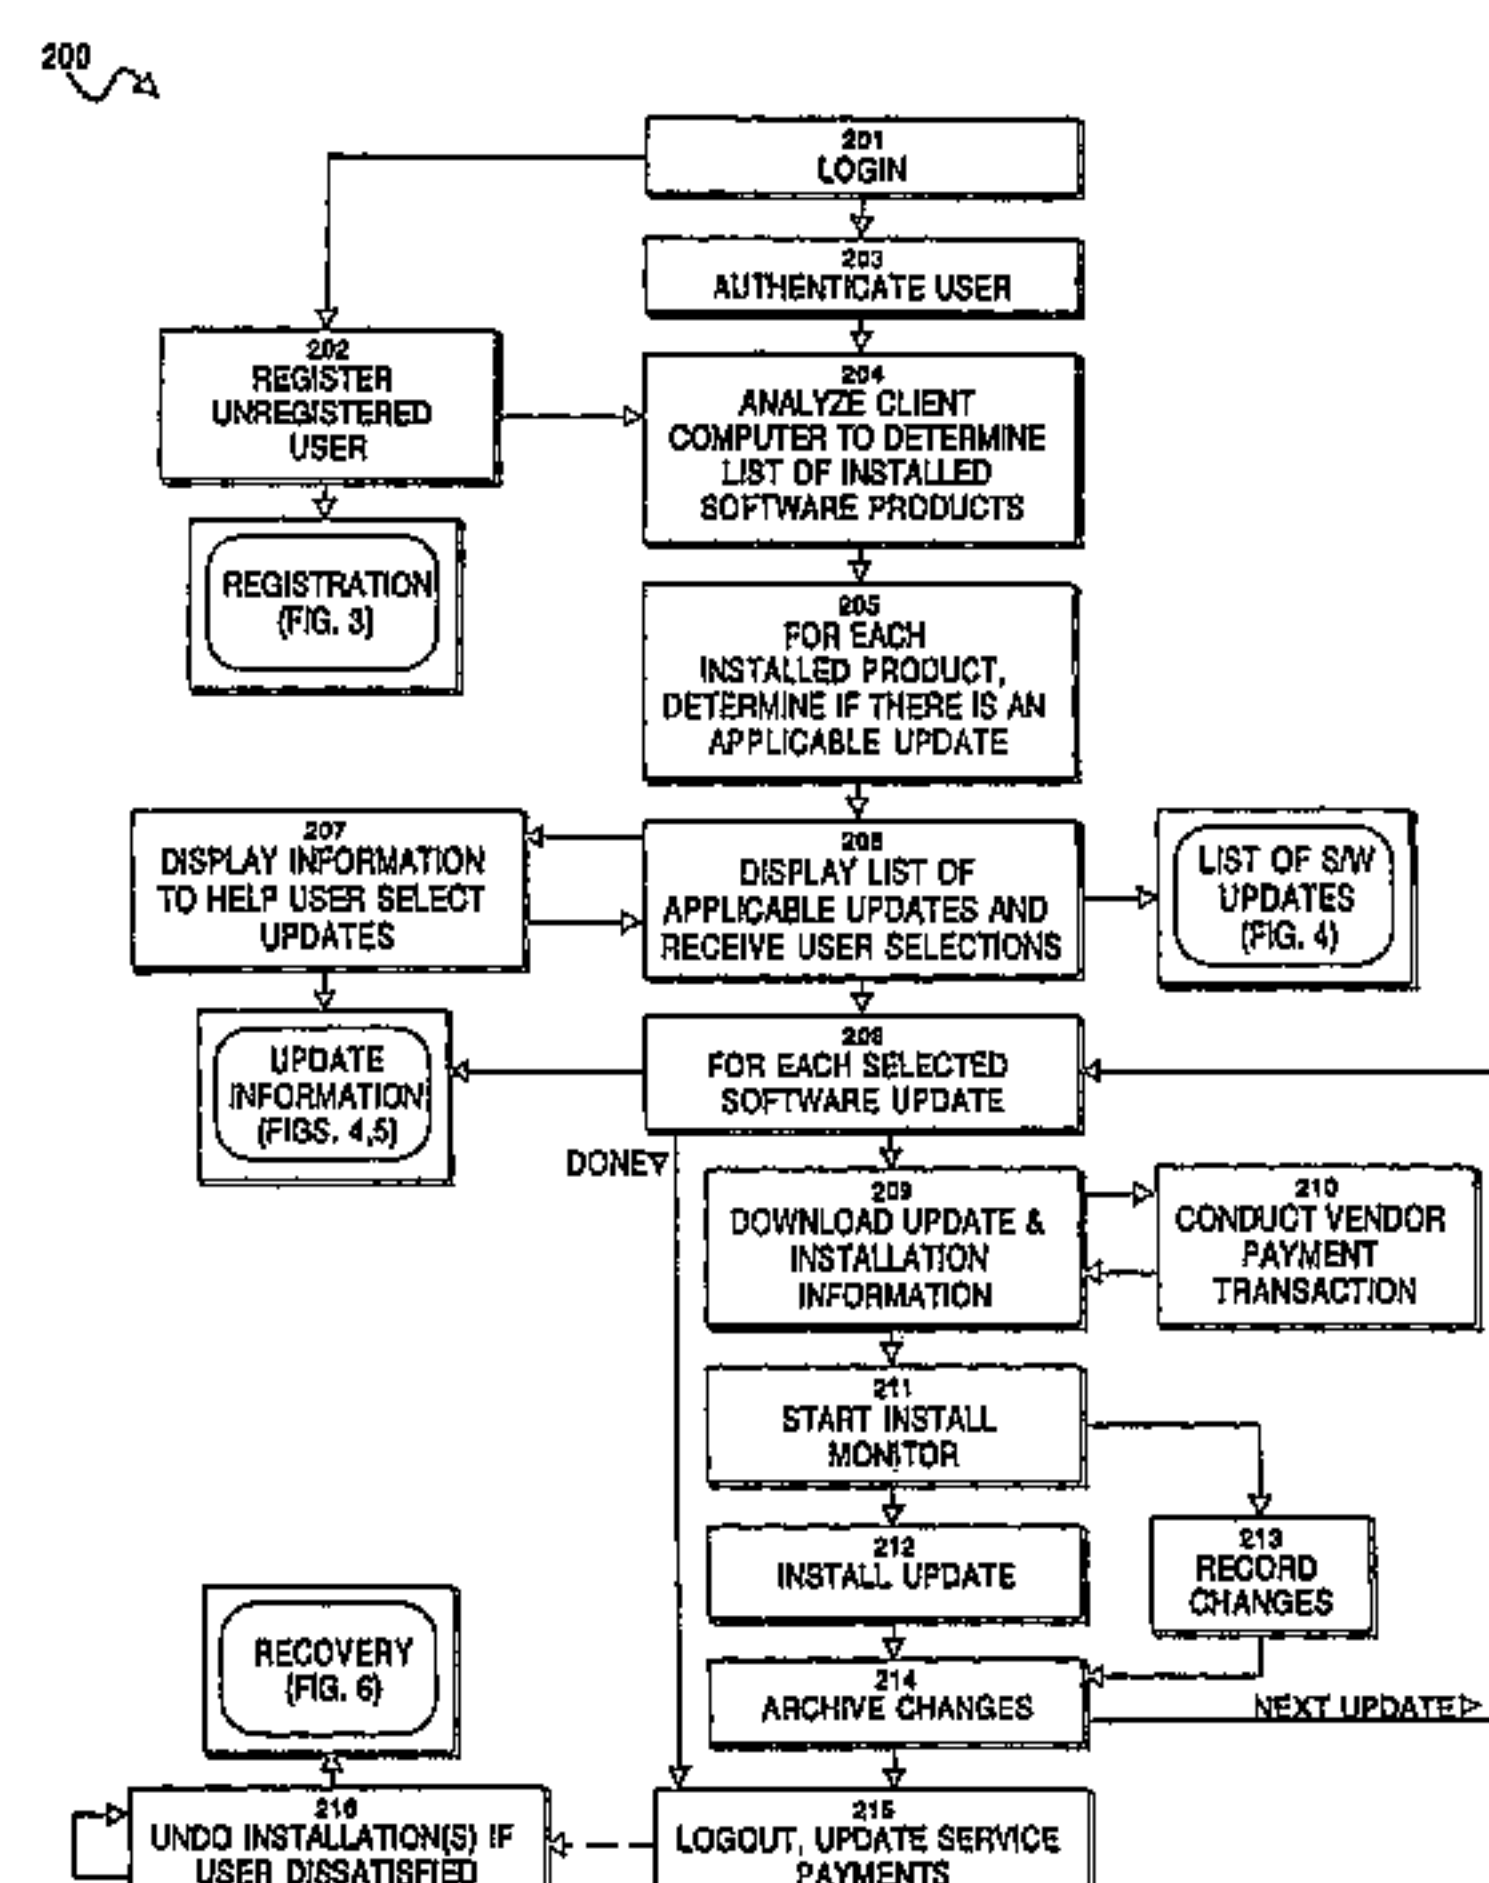 200
201
LOGIN
203
AUTHENTICATE USER
202
REGISTER
UNREGISTERED
USER
204
ANALYZE CLIENT
COMPUTER TO DETERMINE
LIST OF INSTALLED
SOFTWARE PRODUCTS
REGISTRATION
(FIG. 3)
205
FOR EACH
INSTALLED PRODUCT,
DETERMINE IF THERE IS AN
APPLICABLE UPDATE
207
DISPLAY INFORMATION
TO HELP USER SELECT
UPDATES
206
DISPLAY LIST OF
APPLICABLE UPDATES AND
RECEIVE USER SELECTIONS
LIST OF S/W
UPDATES
(FIG. 4)
UPDATE
INFORMATION
(FIGS. 4,5)
208
FOR EACH SELECTED
SOFTWARE UPDATE
DONE
209
DOWNLOAD UPDATE &
INSTALLATION
INFORMATION
210
CONDUCT VENDOR
PAYMENT
TRANSACTION
211
START INSTALL
MONITOR
212
INSTALL UPDATE
213
RECORD
CHANGES
RECOVERY
(FIG. 6)
214
ARCHIVE CHANGES
NEXT UPDATE
216
UNDO INSTALLATION(S) IF
USER DISSATISFIED
215
LOGOUT, UPDATE SERVICE
PAYMENTS